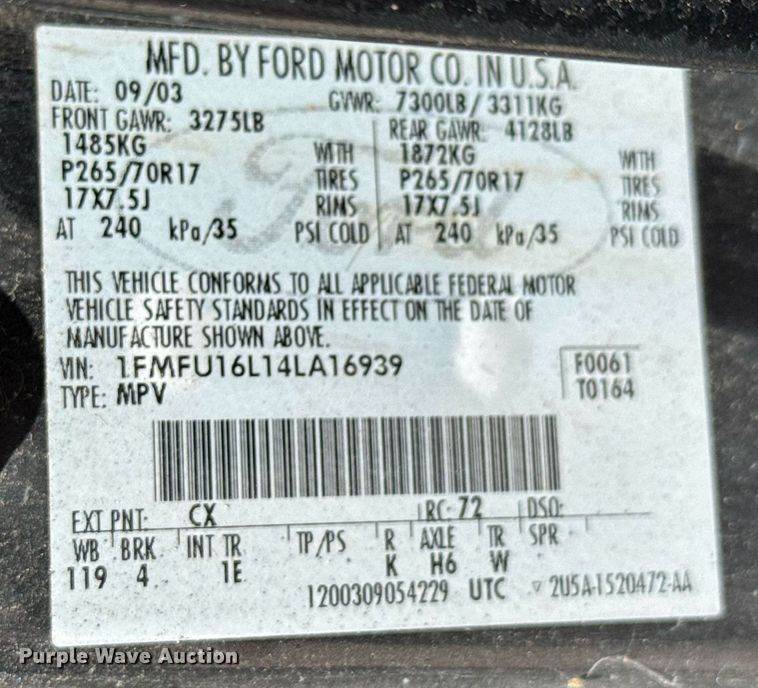 MFD. BY FORD MOTOR CO. IN U.S.A.
DATE: 09/03 GVWR: 7300LB / 3311KG
FRONT GAWR: 3275LB REAR GAWR: 4128LB
1485KG WITH 1872KG WITH
P265/70R17 TIRES P265/70R17 TIRES
17X7.5J RIMS 17X7.5J RIMS
AT 240 kPa/35 PSI COLD AT 240 kPa/35 PSI COLD
THIS VEHICLE CONFORMS TO ALL APPLICABLE FEDERAL MOTOR
VEHICLE SAFETY STANDARDS IN EFFECT ON THE DATE OF
MANUFACTURE SHOWN ABOVE.
VIN: 1FMFU16L14LA16939 F0061
TYPE: MPV T0164
EXT PNT: CX RC: 72 DSO:
WB BRK INT TR TP/PS R AXLE TR SPR
119 4 1E K H6 W
1200309054229 UTC ▽ 2U5A-1520472-AA
Ford
Purple Wave Auction